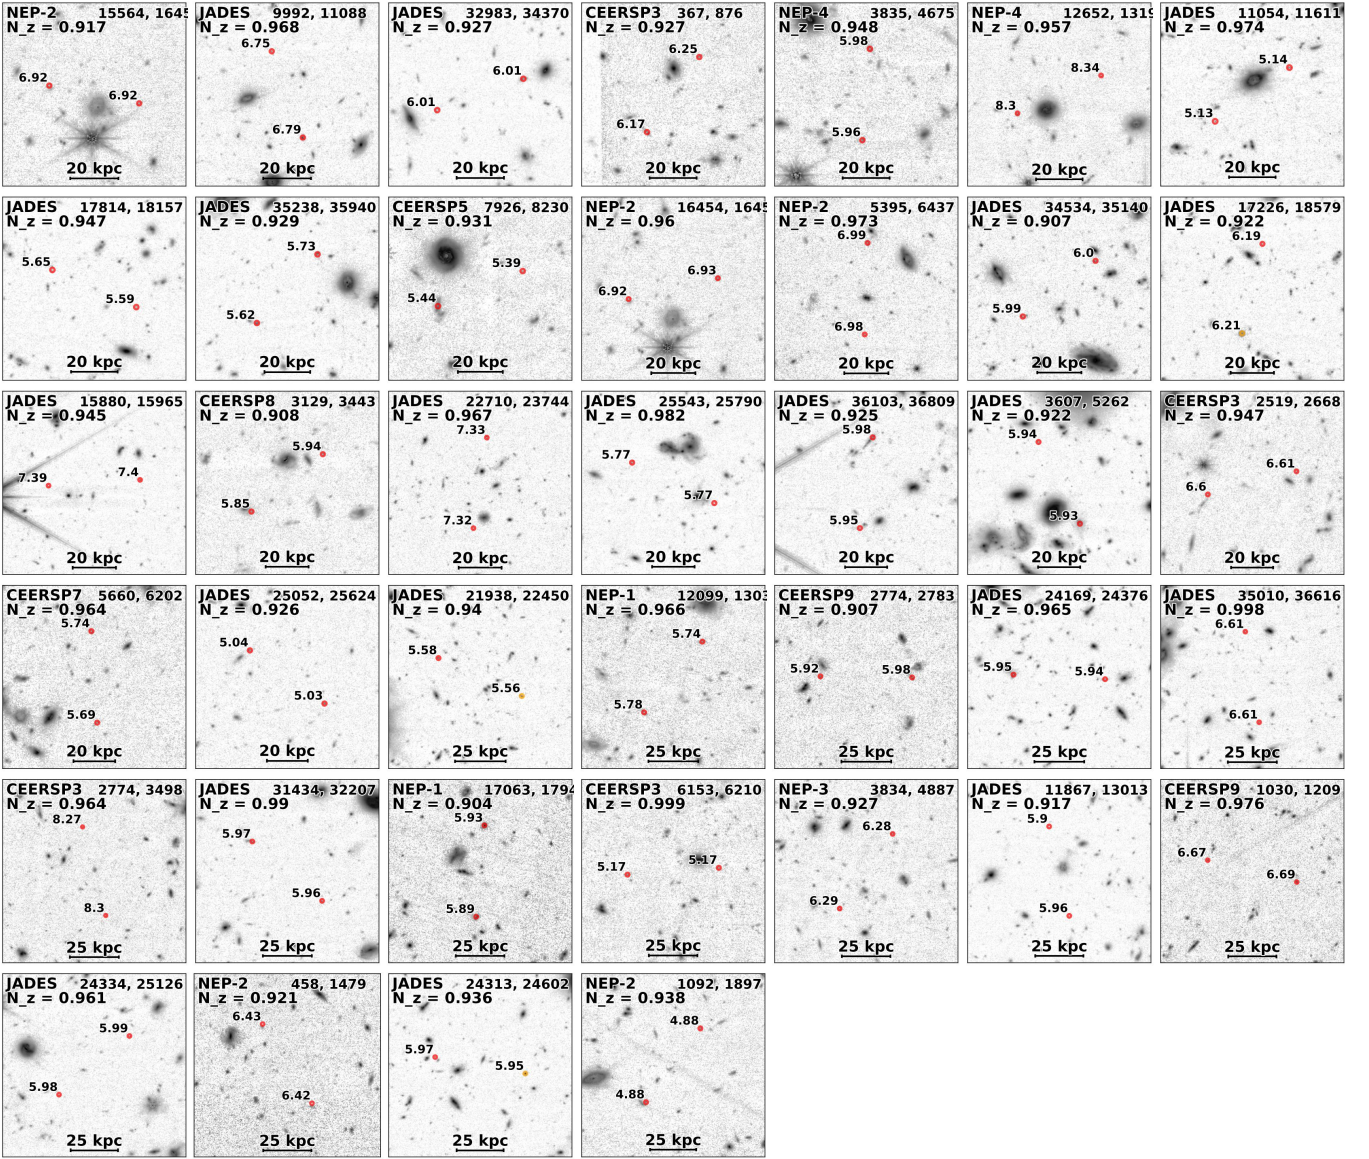 NEP-2 15564, 1645
N_z = 0.917
6.92
6.92
20 kpc
JADES 9992, 11088
N_z = 0.968
6.75
6.79
20 kpc
JADES 32983, 34370
N_z = 0.927
6.01
6.01
20 kpc
CEERSP3 367, 876
N_z = 0.927
6.25
6.17
20 kpc
NEP-4 3835, 4675
N_z = 0.948
5.98
5.96
20 kpc
NEP-4 12652, 1319
N_z = 0.957
8.34
8.3
20 kpc
JADES 11054, 11611
N_z = 0.974
5.14
5.13
20 kpc
JADES 17814, 18157
N_z = 0.947
5.65
5.59
20 kpc
JADES 35238, 35940
N_z = 0.929
5.73
5.62
20 kpc
CEERSP5 7926, 8230
N_z = 0.931
5.39
5.44
20 kpc
NEP-2 16454, 1645
N_z = 0.96
6.93
6.92
20 kpc
NEP-2 5395, 6437
N_z = 0.973
6.99
6.98
20 kpc
JADES 34534, 35140
N_z = 0.907
6.0
5.99
20 kpc
JADES 17226, 18579
N_z = 0.922
6.19
6.21
20 kpc
JADES 15880, 15965
N_z = 0.945
7.4
7.39
20 kpc
CEERSP8 3129, 3443
N_z = 0.908
5.94
5.85
20 kpc
JADES 22710, 23744
N_z = 0.967
7.33
7.32
20 kpc
JADES 25543, 25790
N_z = 0.982
5.77
5.77
20 kpc
JADES 36103, 36809
N_z = 0.925
5.98
5.95
20 kpc
JADES 3607, 5262
N_z = 0.922
5.94
5.93
20 kpc
CEERSP3 2519, 2668
N_z = 0.947
6.61
6.6
20 kpc
CEERSP7 5660, 6202
N_z = 0.964
5.74
5.69
20 kpc
JADES 25052, 25624
N_z = 0.926
5.04
5.03
20 kpc
JADES 21938, 22450
N_z = 0.94
5.58
5.56
25 kpc
NEP-1 12099, 1303
N_z = 0.966
5.74
5.78
25 kpc
CEERSP9 2774, 2783
N_z = 0.907
5.92
5.98
25 kpc
JADES 24169, 24376
N_z = 0.965
5.95
5.94
25 kpc
JADES 35010, 36616
N_z = 0.998
6.61
6.61
25 kpc
CEERSP3 2774, 3498
N_z = 0.964
8.27
8.3
25 kpc
JADES 31434, 32207
N_z = 0.99
5.97
5.96
25 kpc
NEP-1 17063, 1794
N_z = 0.904
5.93
5.89
25 kpc
CEERSP3 6153, 6210
N_z = 0.999
5.17
5.17
25 kpc
NEP-3 3834, 4887
N_z = 0.927
6.28
6.29
25 kpc
JADES 11867, 13013
N_z = 0.917
5.9
5.96
25 kpc
CEERSP9 1030, 1209
N_z = 0.976
6.67
6.69
25 kpc
JADES 24334, 25126
N_z = 0.961
5.99
5.98
25 kpc
NEP-2 458, 1479
N_z = 0.921
6.43
6.42
25 kpc
JADES 24313, 24602
N_z = 0.936
5.97
5.95
25 kpc
NEP-2 1092, 1897
N_z = 0.938
4.88
4.88
25 kpc